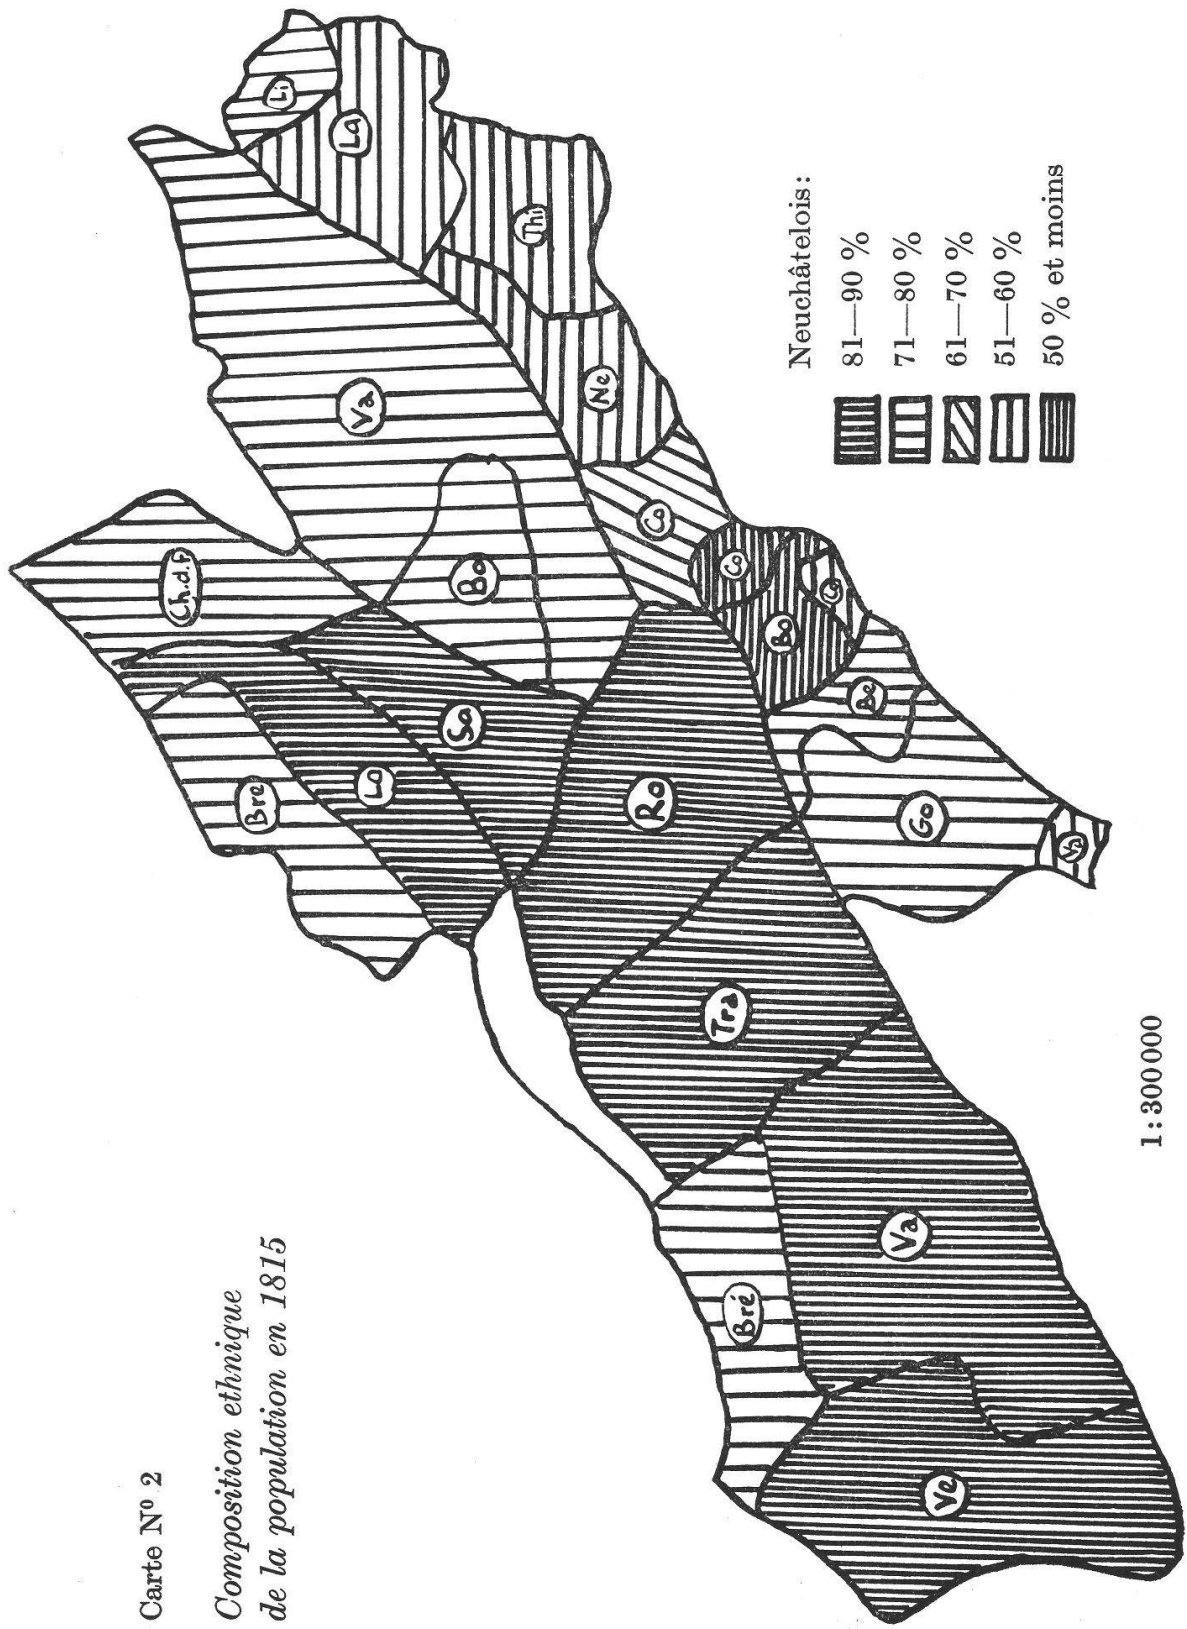 Carte Nº 2
Composition ethnique
de la population en 1815
Ch.d.F.
Li
La
Va
Thi
Ne
Bre
Lo
Sa
Bo
Co
Co
Bo
Ro
Be
Go
Tra
Bré
Va
Ve
Neuchâtelois:
81—90 %
71—80 %
61—70 %
51—60 %
50 % et moins
1:300000